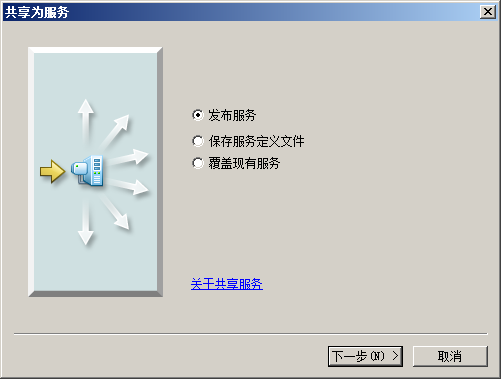 共享为服务
发布服务
保存服务定义文件
覆盖现有服务
关于共享服务
下一步(N) >
取消